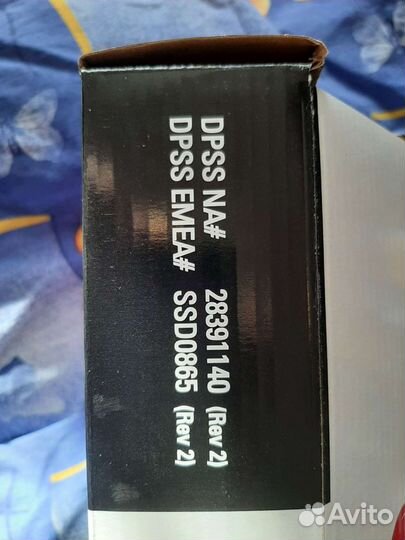 DPSS NA# 28391140 (Rev 2)
DPSS EMEA# SSD0865 (Rev 2)
Avito